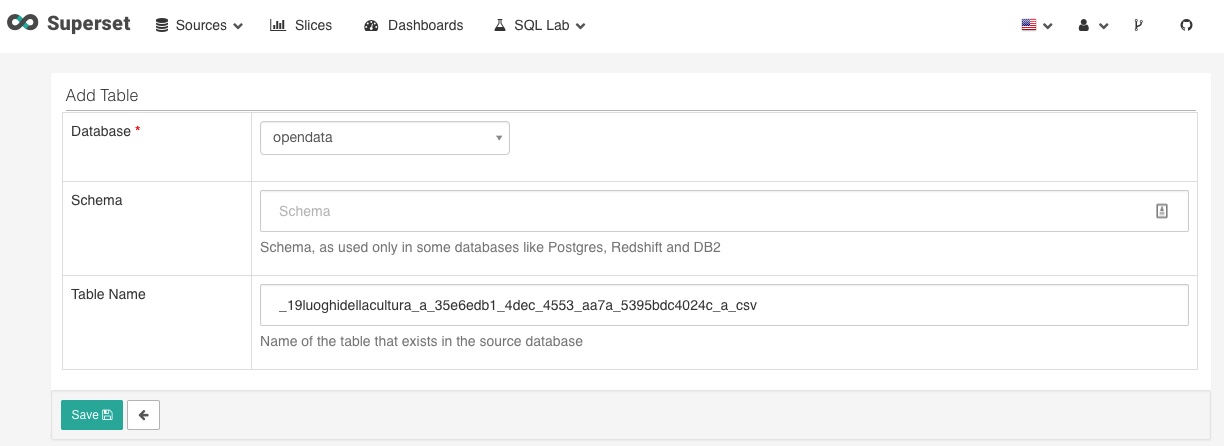 Superset Sources Slices Dashboards SQL Lab
Add Table
Database * opendata
Schema Schema
Schema, as used only in some databases like Postgres, Redshift and DB2
Table Name _19luoghidellacultura_a_35e6edb1_4dec_4553_aa7a_5395bdc4024c_a_csv
Name of the table that exists in the source database
Save